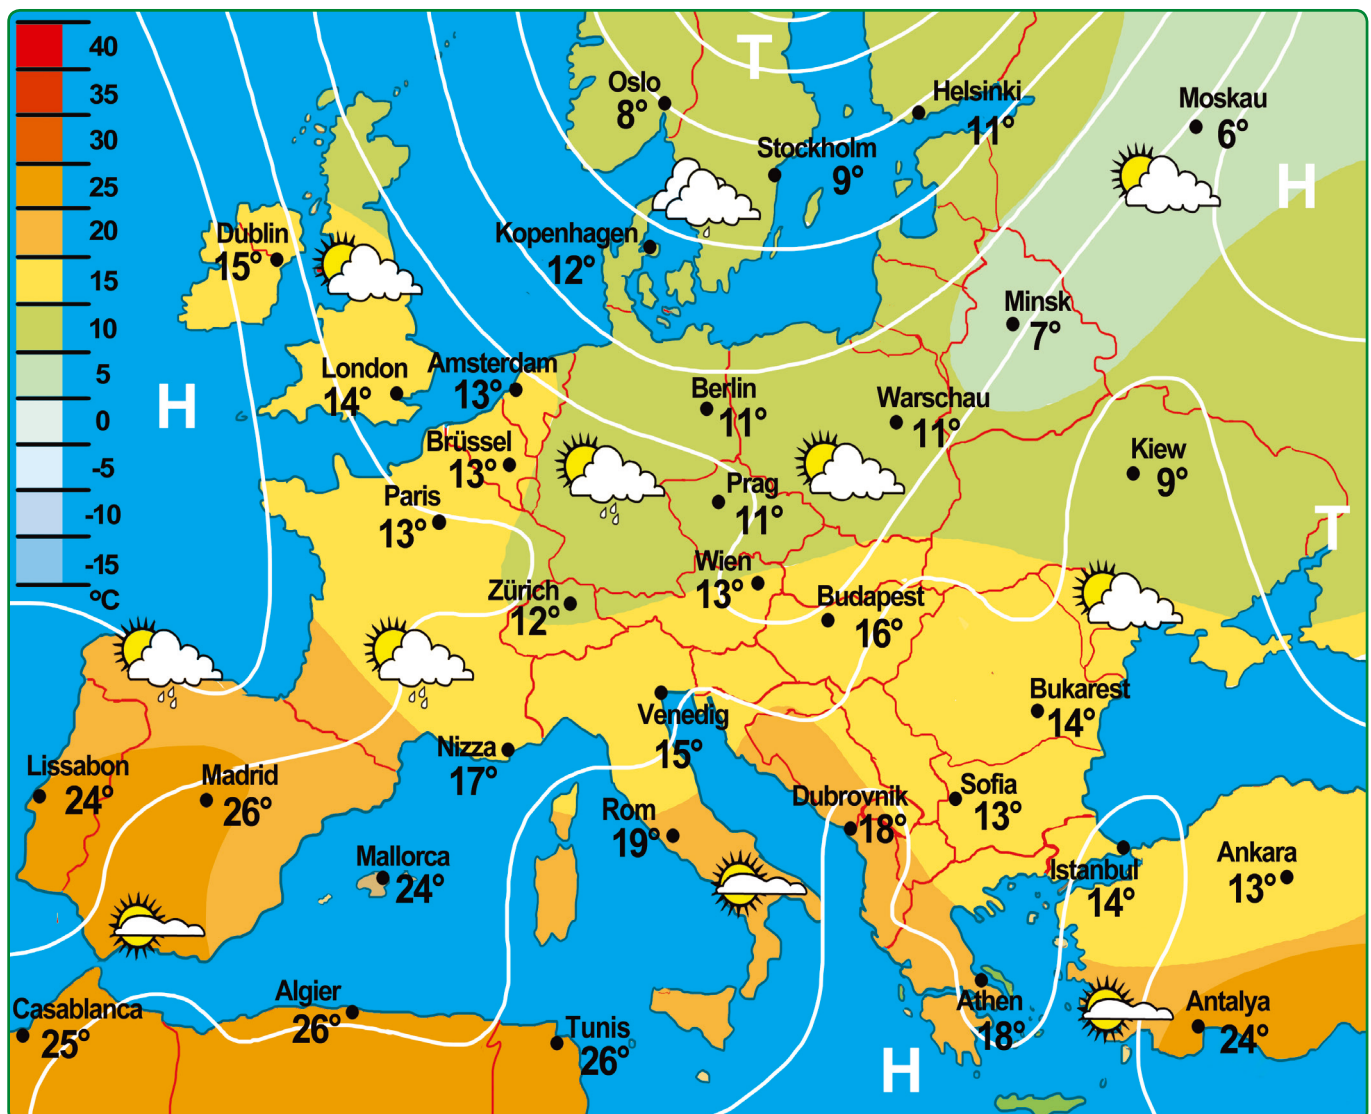 40
35
30
25
20
15
10
5
0
-5
-10
-15
°C
T
Oslo
8°
Helsinki
11°
Moskau
6°
Stockholm
9°
H
Dublin
15°
Kopenhagen
12°
Minsk
7°
London
14°
Amsterdam
13°
H
Berlin
11°
Warschau
11°
Brüssel
13°
Kiew
9°
Paris
13°
Prag
11°
T
Wien
13°
Zürich
12°
Budapest
16°
Bukarest
14°
Venedig
15°
Nizza
17°
Lissabon
24°
Madrid
26°
Rom
19°
Dubrovnik
18°
Sofia
13°
Mallorca
24°
Istanbul
14°
Ankara
13°
Casablanca
25°
Algier
26°
Tunis
26°
Athen
18°
Antalya
24°
H